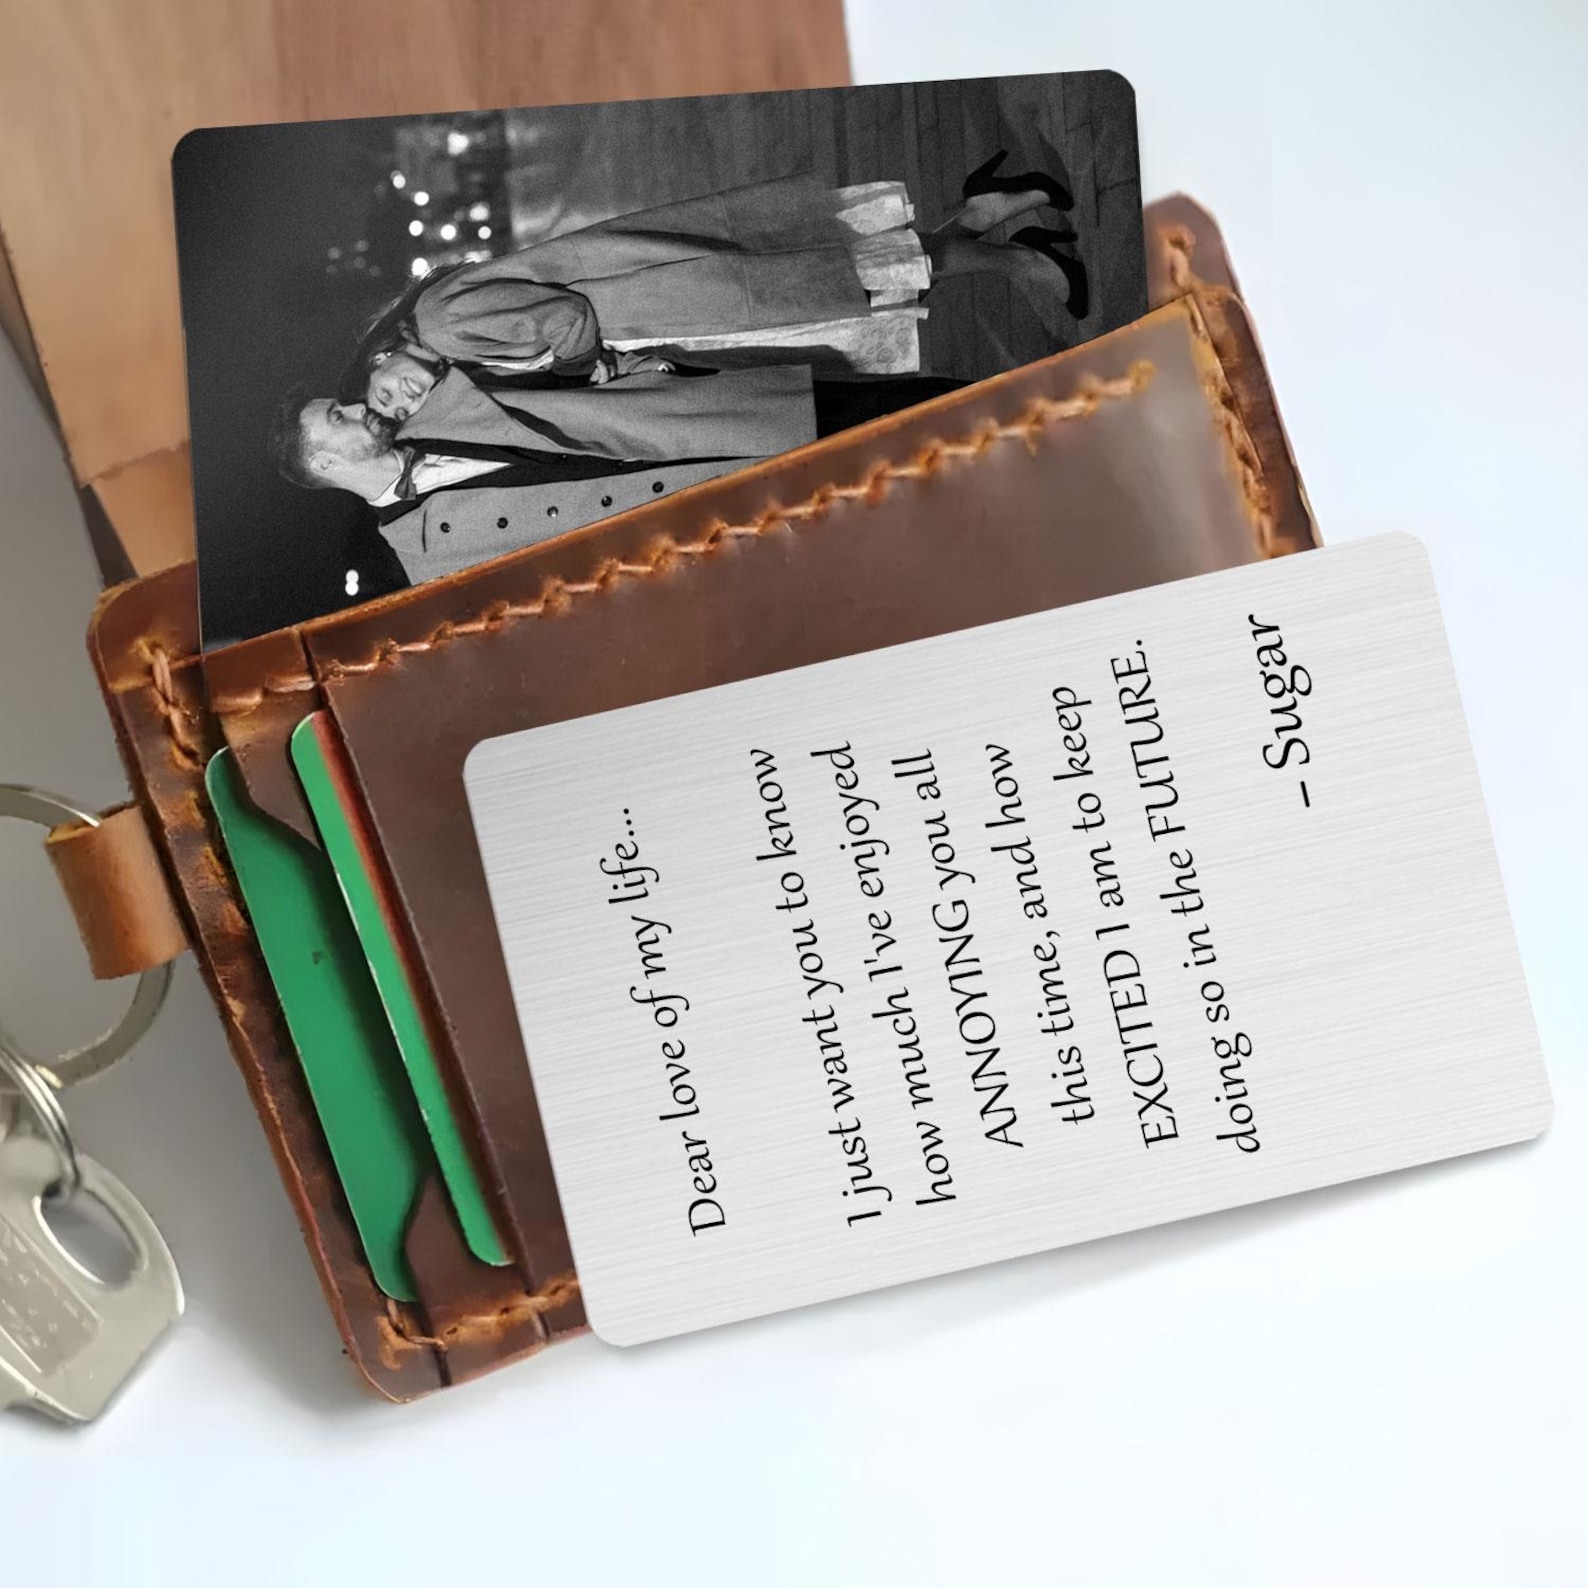 Dear love of my life...
I just want you to know
how much I've enjoyed
ANNOYING you all
this time, and how
EXCITED I am to keep
doing so in the FUTURE.
– Sugar